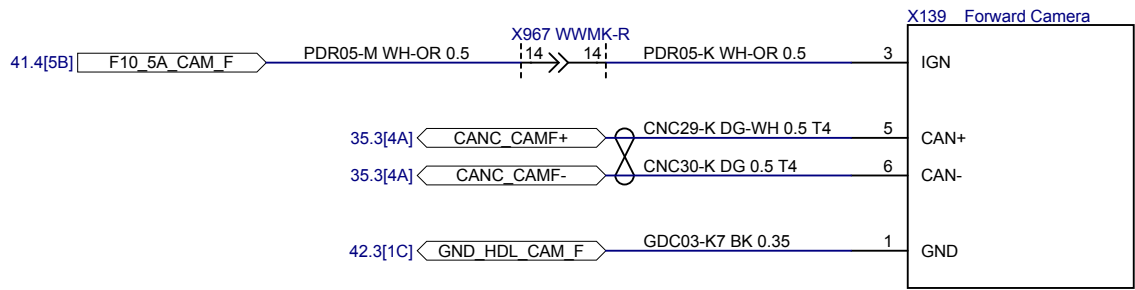 X139 Forward Camera
X967 WWMK-R
41.4[5B] F10_5A_CAM_F PDR05-M WH-OR 0.5 14 14 PDR05-K WH-OR 0.5 3 IGN
35.3[4A] CANC_CAMF+ CNC29-K DG-WH 0.5 T4 5 CAN+
35.3[4A] CANC_CAMF- CNC30-K DG 0.5 T4 6 CAN-
42.3[1C] GND_HDL_CAM_F GDC03-K7 BK 0.35 1 GND